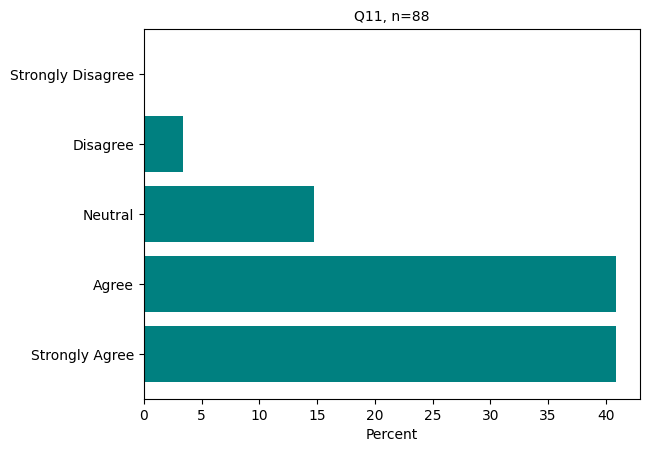 Q11, n=88
Strongly Disagree
Disagree
Neutral
Agree
Strongly Agree
0 5 10 15 20 25 30 35 40
Percent